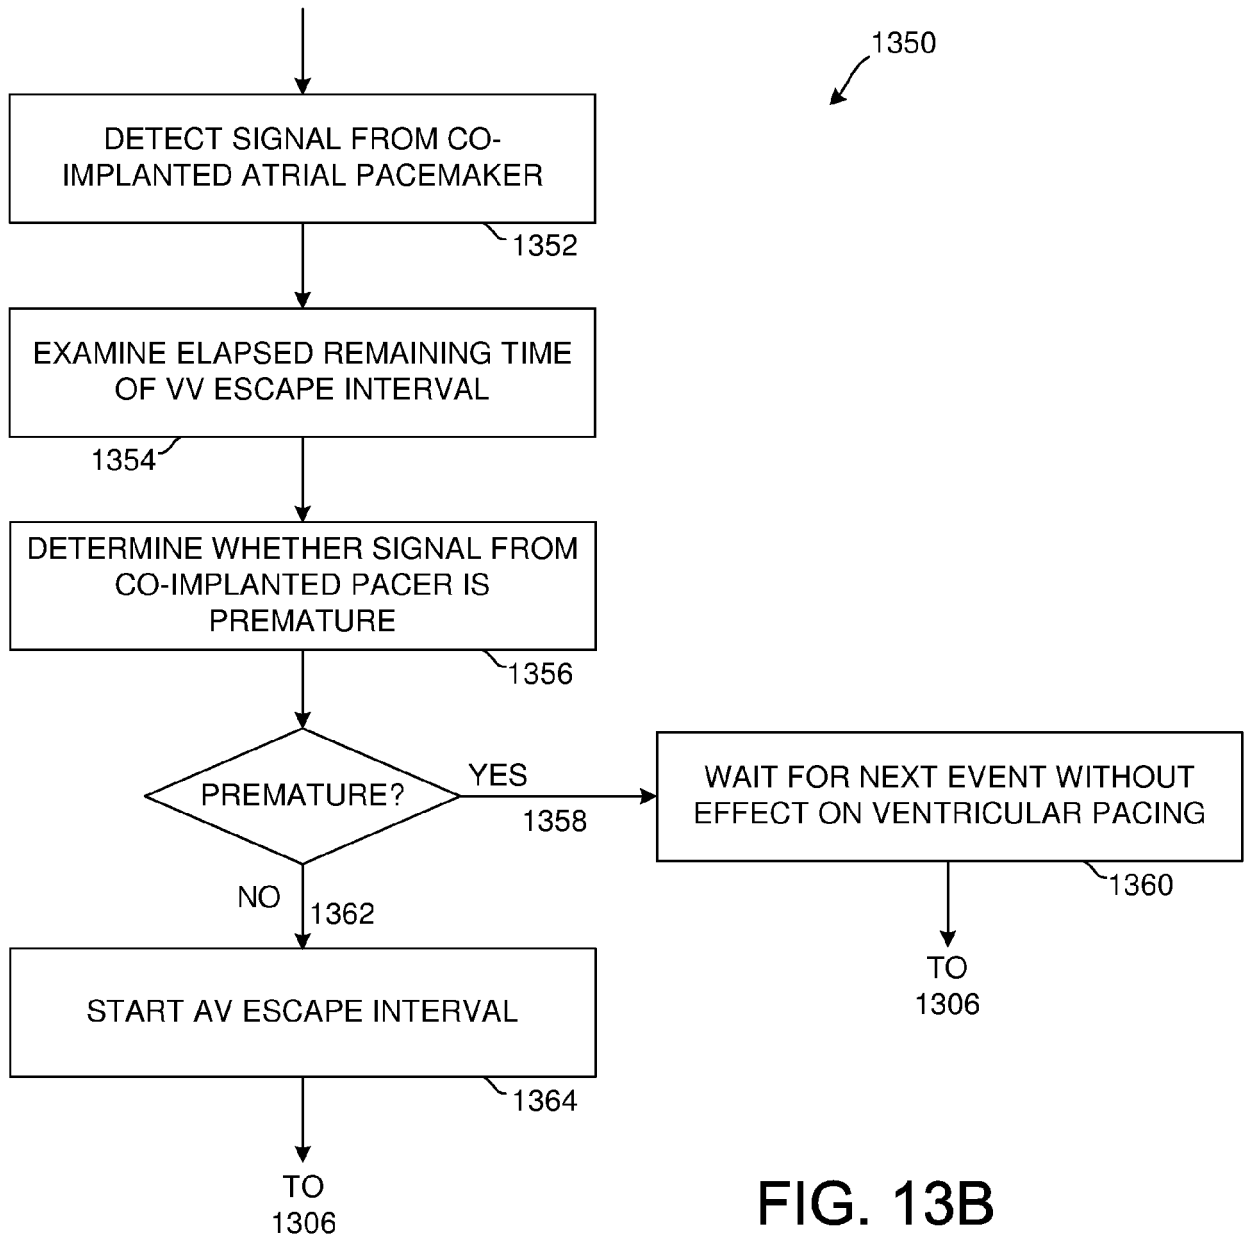 1350
DETECT SIGNAL FROM CO-
IMPLANTED ATRIAL PACEMAKER
1352
EXAMINE ELAPSED REMAINING TIME
OF VV ESCAPE INTERVAL
1354
DETERMINE WHETHER SIGNAL FROM
CO-IMPLANTED PACER IS
PREMATURE
1356
PREMATURE?
YES
1358
WAIT FOR NEXT EVENT WITHOUT
EFFECT ON VENTRICULAR PACING
1360
TO
1306
NO
1362
START AV ESCAPE INTERVAL
1364
TO
1306
FIG. 13B